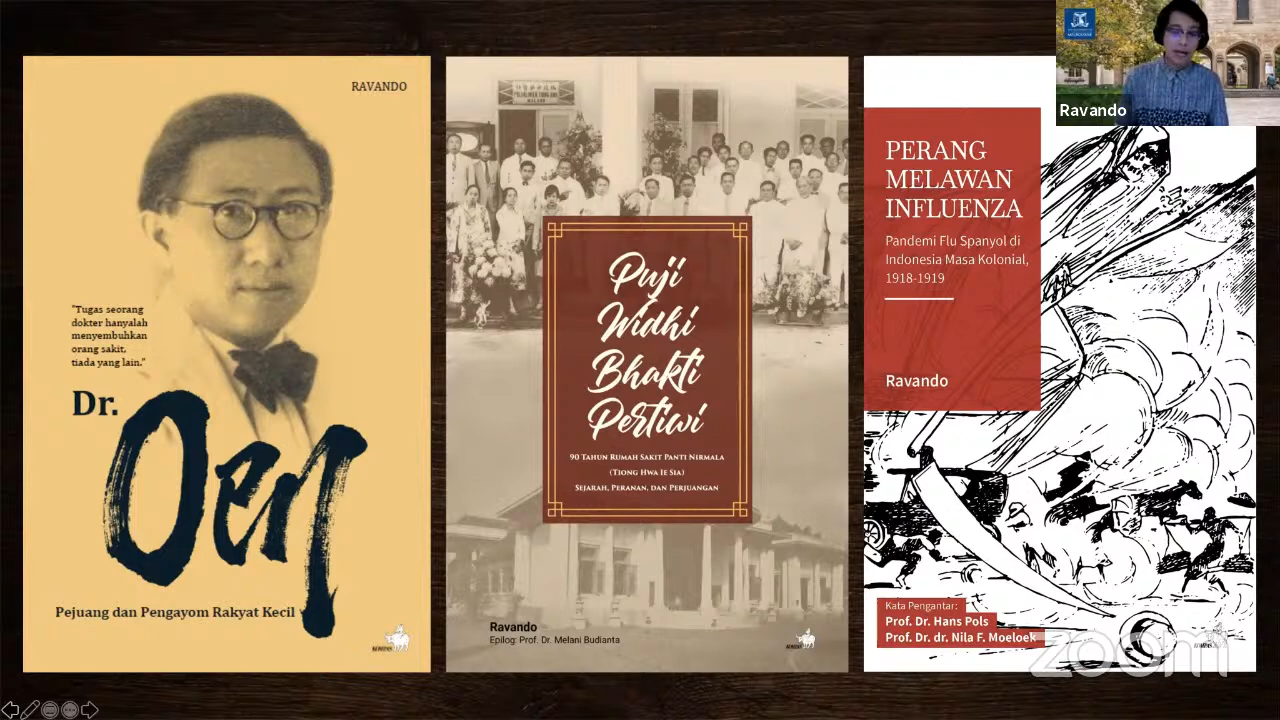 RAVANDO
"Tugas seorang
dokter hanyalah
menyembuhkan
orang sakit,
tiada yang lain."
Dr.
Oen
Pejuang dan Pengayom Rakyat Kecil
Puji
Widhi
Bhakti
Pertiwi
90 TAHUN RUMAH SAKIT PANTI NIRMALA
(TIONG HWA IE SIA)
SEJARAH, PERANAN, DAN PERJUANGAN
Ravando
Epilog: Prof. Dr. Melani Budianta
PERANG
MELAWAN
INFLUENZA
Pandemi Flu Spanyol di
Indonesia Masa Kolonial,
1918-1919
Ravando
Kata Pengantar:
Prof. Dr. Hans Pols
Prof. Dr. dr. Nila F. Moeloek
Ravando
zoom